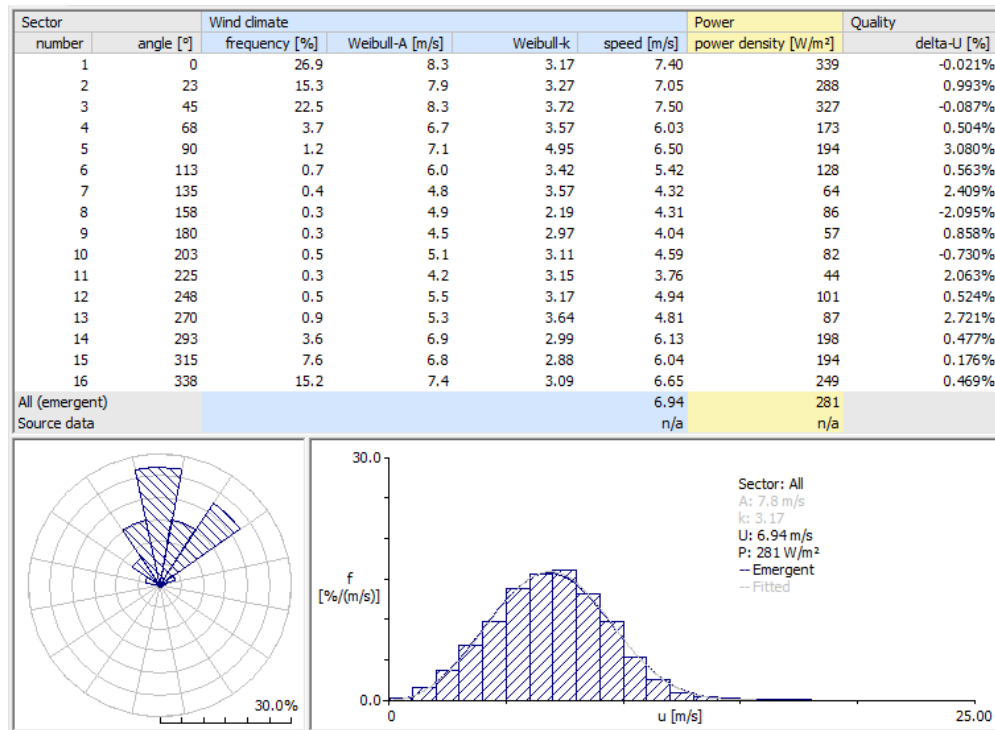 Sector Wind climate Power Quality
number angle [°] frequency [%] Weibull-A [m/s] Weibull-k speed [m/s] power density [W/m²] delta-U [%]
1 0 26.9 8.3 3.17 7.40 339 -0.021%
2 23 15.3 7.9 3.27 7.05 288 0.993%
3 45 22.5 8.3 3.72 7.50 327 -0.087%
4 68 3.7 6.7 3.57 6.03 173 0.504%
5 90 1.2 7.1 4.95 6.50 194 3.080%
6 113 0.7 6.0 3.42 5.42 128 0.563%
7 135 0.4 4.8 3.57 4.32 64 2.409%
8 158 0.3 4.9 2.19 4.31 86 -2.095%
9 180 0.3 4.5 2.97 4.04 57 0.858%
10 203 0.5 5.1 3.11 4.59 82 -0.730%
11 225 0.3 4.2 3.15 3.76 44 2.063%
12 248 0.5 5.5 3.17 4.94 101 0.524%
13 270 0.9 5.3 3.64 4.81 87 2.721%
14 293 3.6 6.9 2.99 6.13 198 0.477%
15 315 7.6 6.8 2.88 6.04 194 0.176%
16 338 15.2 7.4 3.09 6.65 249 0.469%
All (emergent) 6.94 281
Source data n/a n/a
30.0%
30.0
f
[%/(m/s)]
0.0
0
u [m/s]
25.00
Sector: All
A: 7.8 m/s
k: 3.17
U: 6.94 m/s
P: 281 W/m²
-- Emergent
-- Fitted